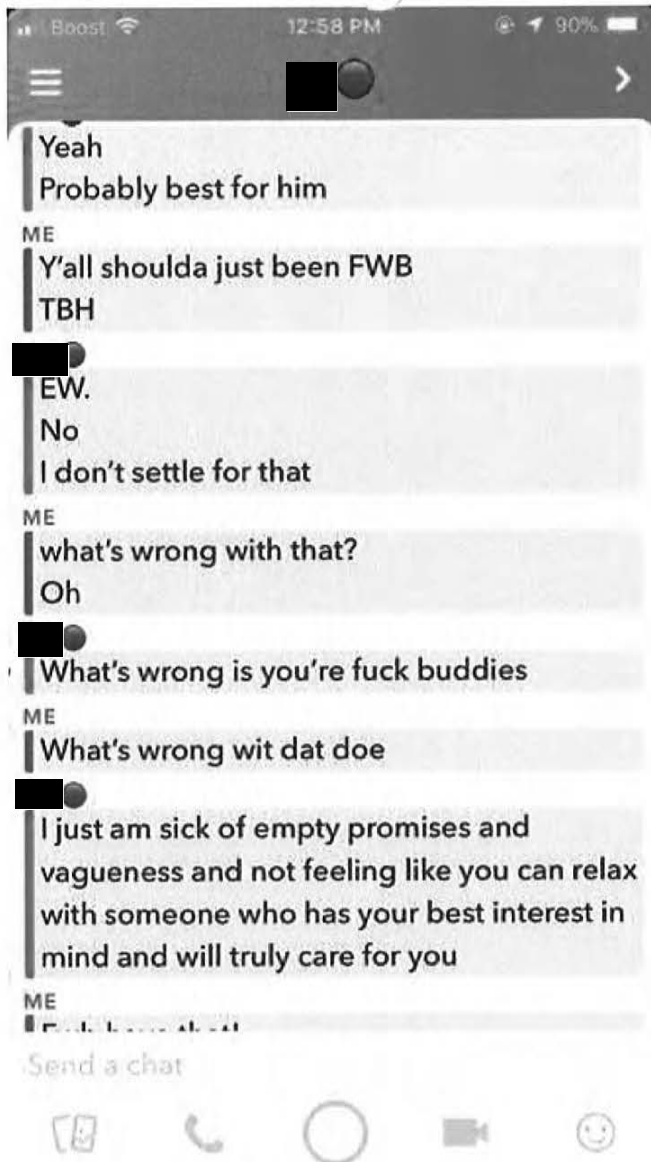 Boost
12:58 PM
90%
Yeah
Probably best for him
ME
Y'all shoulda just been FWB
TBH
EW.
No
I don't settle for that
ME
what's wrong with that?
Oh
What's wrong is you're fuck buddies
ME
What's wrong wit dat doe
I just am sick of empty promises and
vagueness and not feeling like you can relax
with someone who has your best interest in
mind and will truly care for you
ME
Send a chat